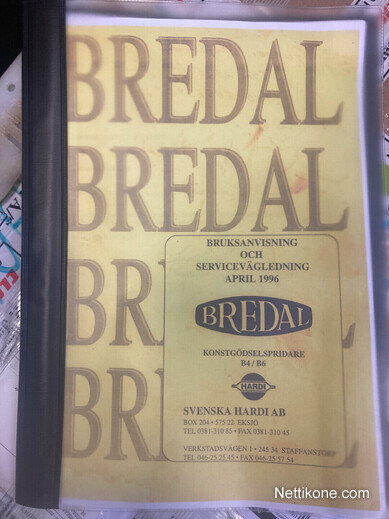 BREDAL
BREDAL
BRUKSANVISNING
OCH
SERVICEVÄGLEDNING
APRIL 1996
BR
BREDAL
KONSTGÖDSELSPRIDARE
B4 / B6
BR
HARDI
SVENSKA HARDI AB
BOX 204 • 575 22 EKSJÖ
TEL 0381-310 85 • FAX 0381-310 45
VERKSTADSVÄGEN 1 • 245 34 STAFFANSTORP
TEL 046-25 25 45 • FAX 046-25 57 54
Nettikone.com